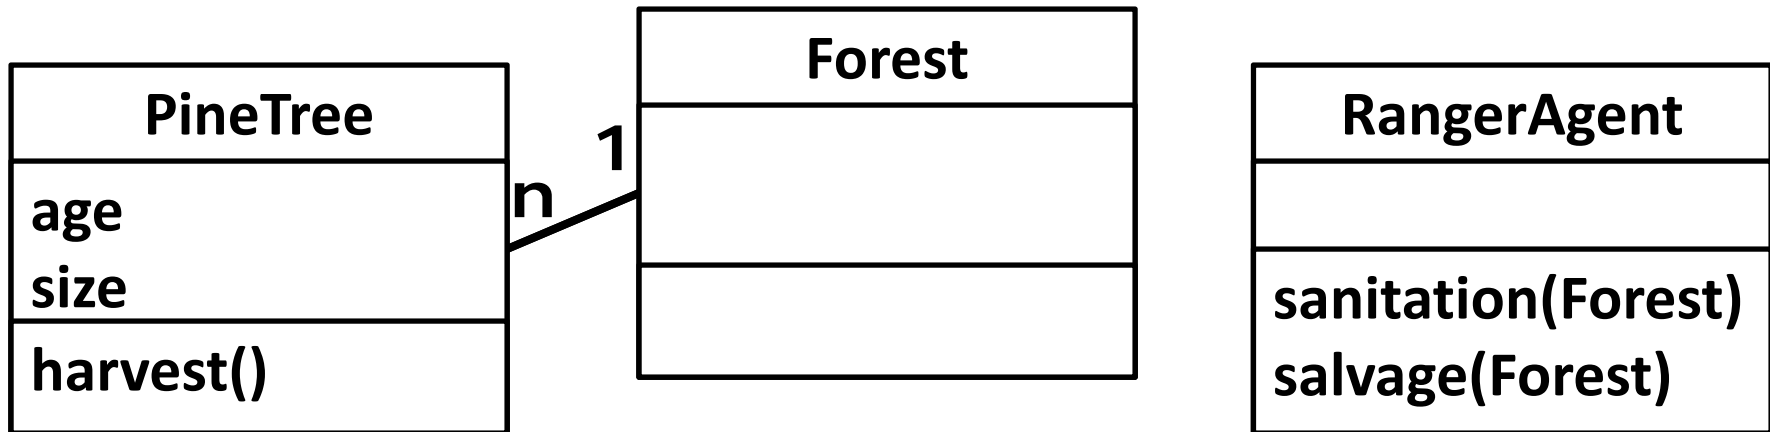 PineTree
age
size
harvest()
n
1
Forest
RangerAgent
sanitation(Forest)
salvage(Forest)